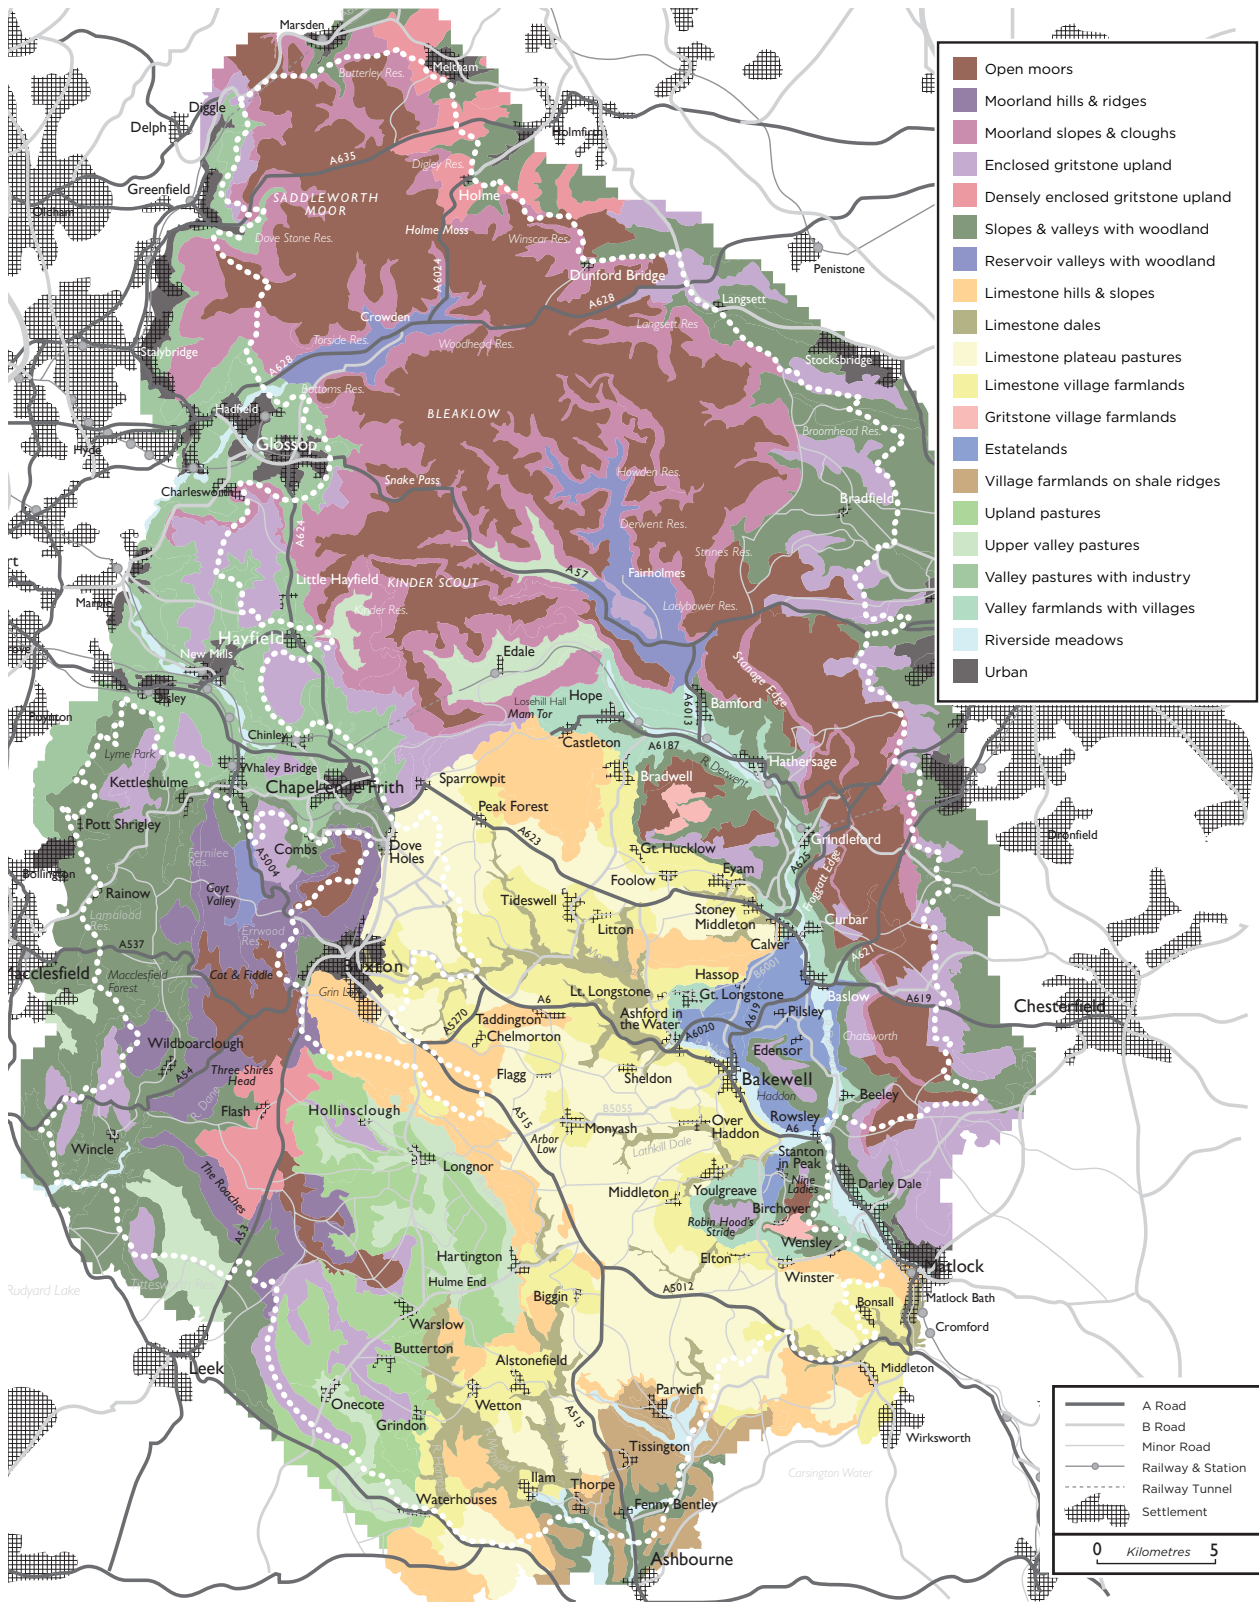 Marsden
Butterley Res.
Meltham
Diggle
Delph
Holmfirth
A635
Digley Res.
Greenfield
Holme
Oldham
SADDLEWORTH
MOOR
Holme Moss
Winscar Res.
Dove Stone Res.
Penistone
Dunford Bridge
A6024
A628
Langsett
Crowden
Langsett Res
Torside Res.
Woodhead Res.
Stalybridge
Stocksbridge
A628
Bottoms Res.
Hadfield
BLEAKLOW
Broomhead Res.
Hyde
Glossop
Snake Pass
Howden Res.
Charlesworth
Bradfield
Derwent Res.
A624
Strines Res.
rt
Little Hayfield
KINDER SCOUT
A57
Fairholmes
Marple
Kinder Res.
Ladybower Res.
Hayfield
New Mills
Edale
Stanage Edge
Disley
Losehill Hall
Hope
A6013
Bamford
Poynton
Mam Tor
Chinley
Castleton
A6187
Lyme Park
Hathersage
Whaley Bridge
R. Derwent
Kettleshulme
Sparrowpit
Bradwell
Chapel-en-le-Frith
Peak Forest
Pott Shrigley
A623
Grindleford
Dronfield
Fernilee
Res.
Combs
Dove
Holes
A5004
Gt. Hucklow
A625
Bollington
Foolow
Eyam
Froggatt Edge
Rainow
Goyt
Valley
Tideswell
Stoney
Middleton
Lamaload
Res.
Litton
Curbar
Errwood
Res.
Calver
A537
A621
Macclesfield
Macclesfield
Forest
Cat & Fiddle
Buxton
Hassop
B6001
Grin Low
Lt. Longstone
Gt. Longstone
Baslow
A619
Chesterfield
A6
Taddington
Ashford in
the Water
A619
Pilsley
A5270
Chelmorton
A6020
Chatsworth
Wildboarclough
Edensor
Three Shires
Head
A54
Flagg
Sheldon
Bakewell
Haddon
Beeley
R. Dane
Flash
Hollinsclough
A515
B5055
Rowsley
Monyash
Over
Haddon
A6
Wincle
Arbor
Low
Lathkill Dale
Stanton
in Peak
Longnor
The Roaches
Nine
Ladies
Darley Dale
Middleton
Youlgreave
Birchover
Robin Hood's
Stride
A53
Wensley
Hartington
Elton
Winster
Matlock
Rudyard Lake
Hulme End
A5012
Biggin
Matlock Bath
Bonsall
Warslow
Cromford
Butterton
Alstonefield
Leek
Middleton
Parwich
Onecote
Wetton
A515
Grindon
Wirksworth
Tissington
Carsington Water
Ilam
Thorpe
Waterhouses
Fenny Bentley
Ashbourne
Open moors
Moorland hills & ridges
Moorland slopes & cloughs
Enclosed gritstone upland
Densely enclosed gritstone upland
Slopes & valleys with woodland
Reservoir valleys with woodland
Limestone hills & slopes
Limestone dales
Limestone plateau pastures
Limestone village farmlands
Gritstone village farmlands
Estatelands
Village farmlands on shale ridges
Upland pastures
Upper valley pastures
Valley pastures with industry
Valley farmlands with villages
Riverside meadows
Urban
A Road
B Road
Minor Road
Railway & Station
Railway Tunnel
Settlement
0 Kilometres 5